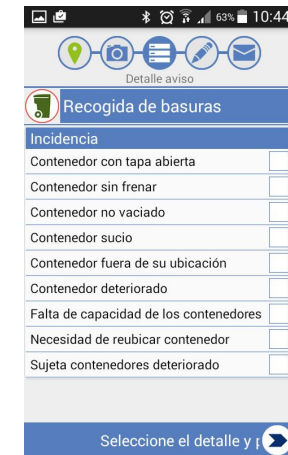 63% 10:44
Detalle aviso
Recogida de basuras
Incidencia
Contenedor con tapa abierta
Contenedor sin frenar
Contenedor no vaciado
Contenedor sucio
Contenedor fuera de su ubicación
Contenedor deteriorado
Falta de capacidad de los contenedores
Necesidad de reubicar contenedor
Sujeta contenedores deteriorado
Seleccione el detalle y